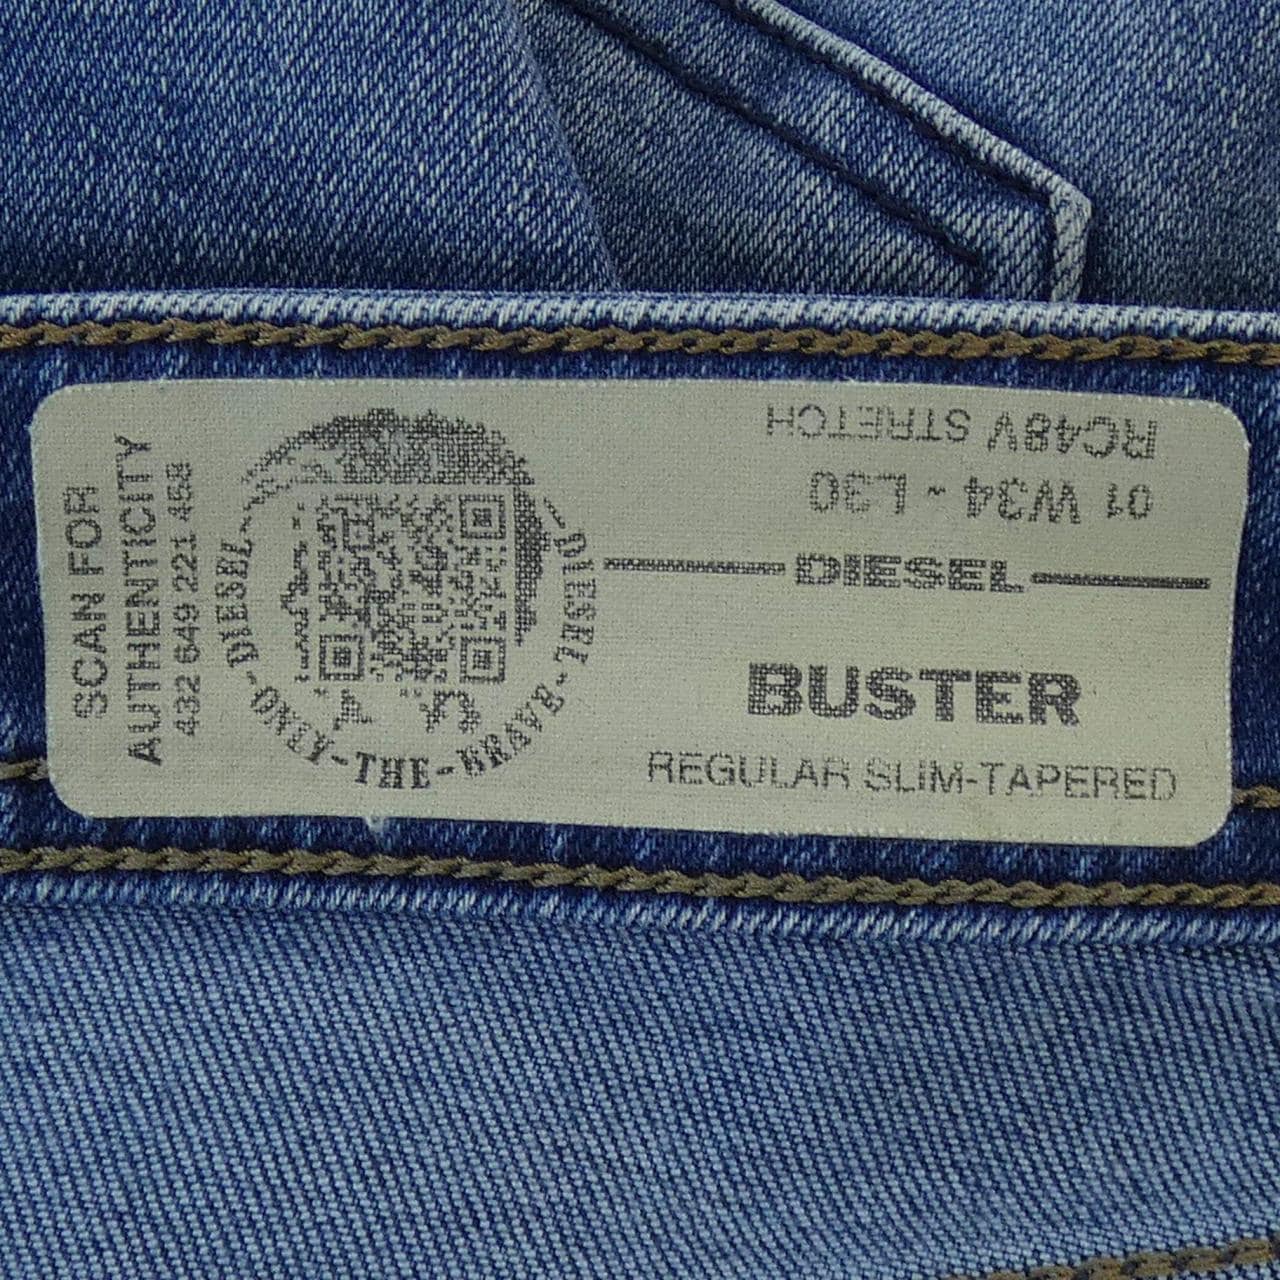 SCAN FOR
AUTHENTICITY
432 649 221 458
DIESEL
-THE-BRAVE-DIESEL
RC48V STRETCH
01 W34 - L30
DIESEL
BUSTER
REGULAR SLIM-TAPERED